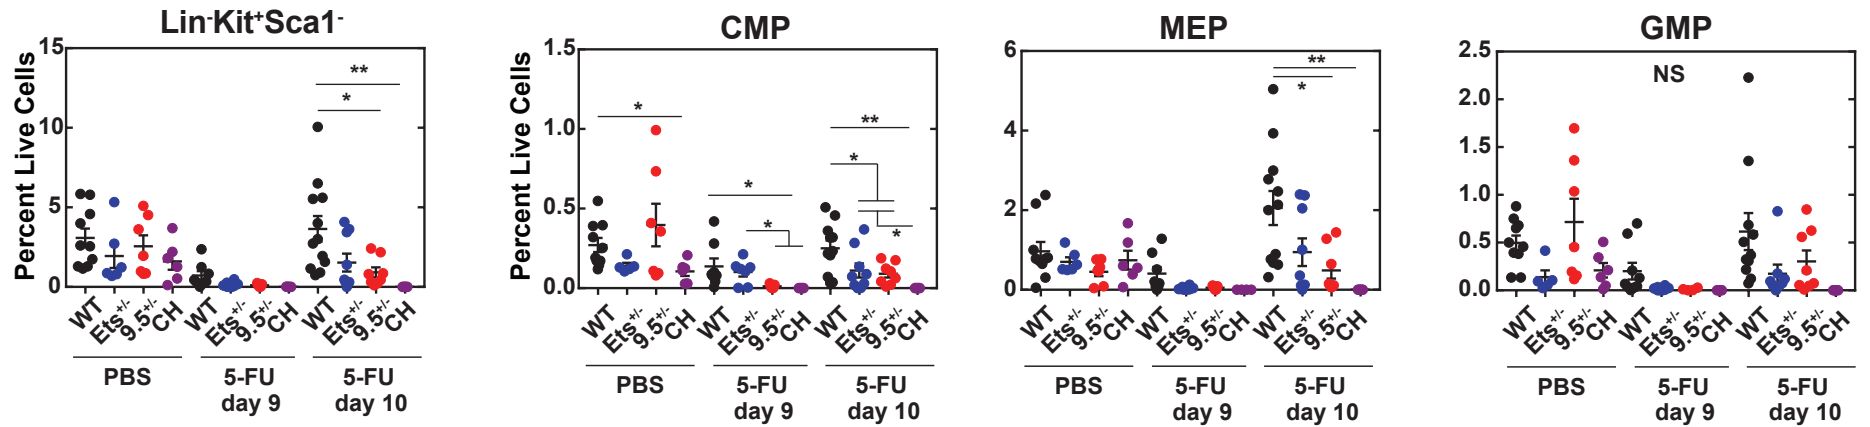 Lin-Kit+Sca1-
Percent Live Cells
15
10
5
0
**
*
WT
Ets+/-
9.5+/-
CH
WT
Ets+/-
9.5+/-
CH
WT
Ets+/-
9.5+/-
CH
PBS
5-FU
day 9
5-FU
day 10
CMP
Percent Live Cells
1.5
1.0
0.5
0.0
*
*
*
**
*
*
WT
Ets+/-
9.5+/-
CH
WT
Ets+/-
9.5+/-
CH
WT
Ets+/-
9.5+/-
CH
PBS
5-FU
day 9
5-FU
day 10
MEP
6
4
2
0
**
*
WT
Ets+/-
9.5+/-
CH
WT
Ets+/-
9.5+/-
CH
WT
Ets+/-
9.5+/-
CH
PBS
5-FU
day 9
5-FU
day 10
GMP
NS
2.5
2.0
1.5
1.0
0.5
0.0
WT
Ets+/-
9.5+/-
CH
WT
Ets+/-
9.5+/-
CH
WT
Ets+/-
9.5+/-
CH
PBS
5-FU
day 9
5-FU
day 10